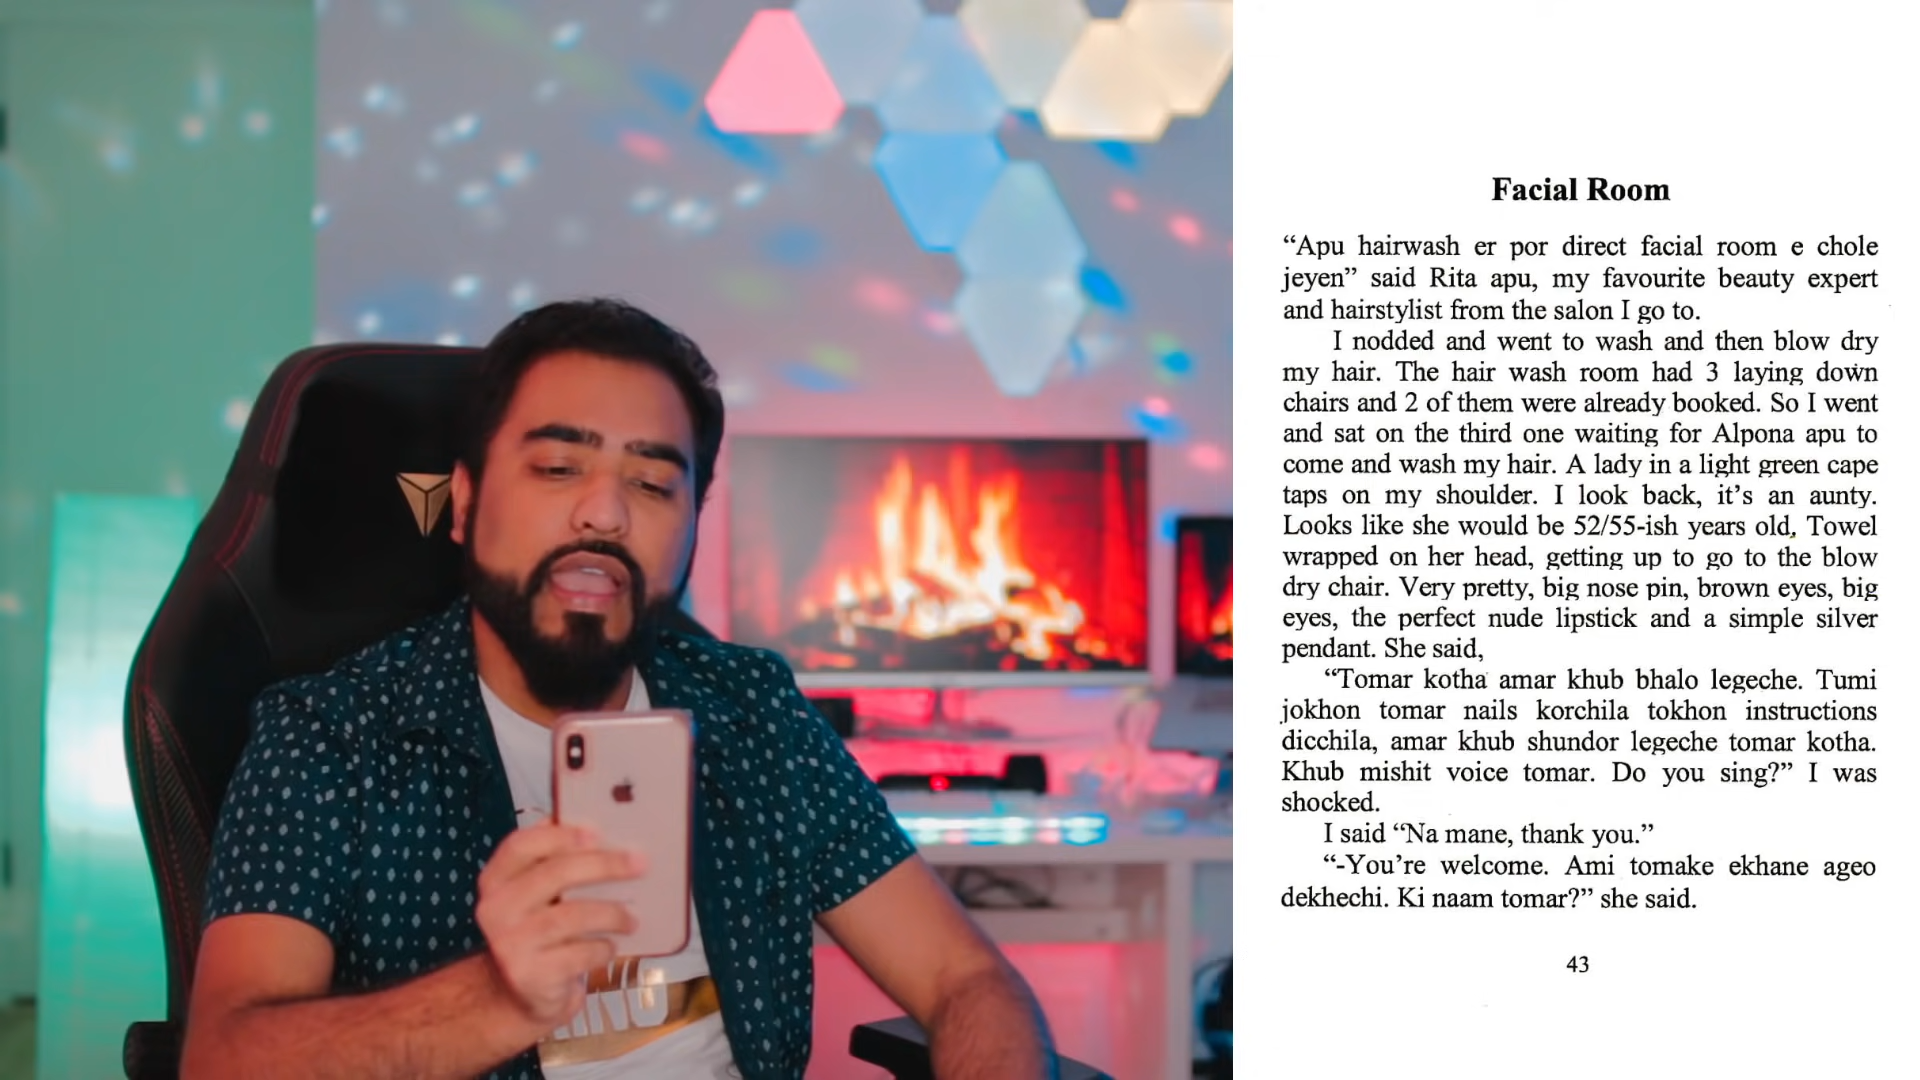 Facial Room
“Apu hairwash er por direct facial room e chole
jeyen” said Rita apu, my favourite beauty expert
and hairstylist from the salon I go to.
I nodded and went to wash and then blow dry
my hair. The hair wash room had 3 laying down
chairs and 2 of them were already booked. So I went
and sat on the third one waiting for Alpona apu to
come and wash my hair. A lady in a light green cape
taps on my shoulder. I look back, it’s an aunty.
Looks like she would be 52/55-ish years old, Towel
wrapped on her head, getting up to go to the blow
dry chair. Very pretty, big nose pin, brown eyes, big
eyes, the perfect nude lipstick and a simple silver
pendant. She said,
“Tomar kotha amar khub bhalo legeche. Tumi
jokhon tomar nails korchila tokhon instructions
dicchila, amar khub shundor legeche tomar kotha.
Khub mishit voice tomar. Do you sing?” I was
shocked.
I said “Na mane, thank you.”
“-You’re welcome. Ami tomake ekhane ageo
dekhechi. Ki naam tomar?” she said.
43